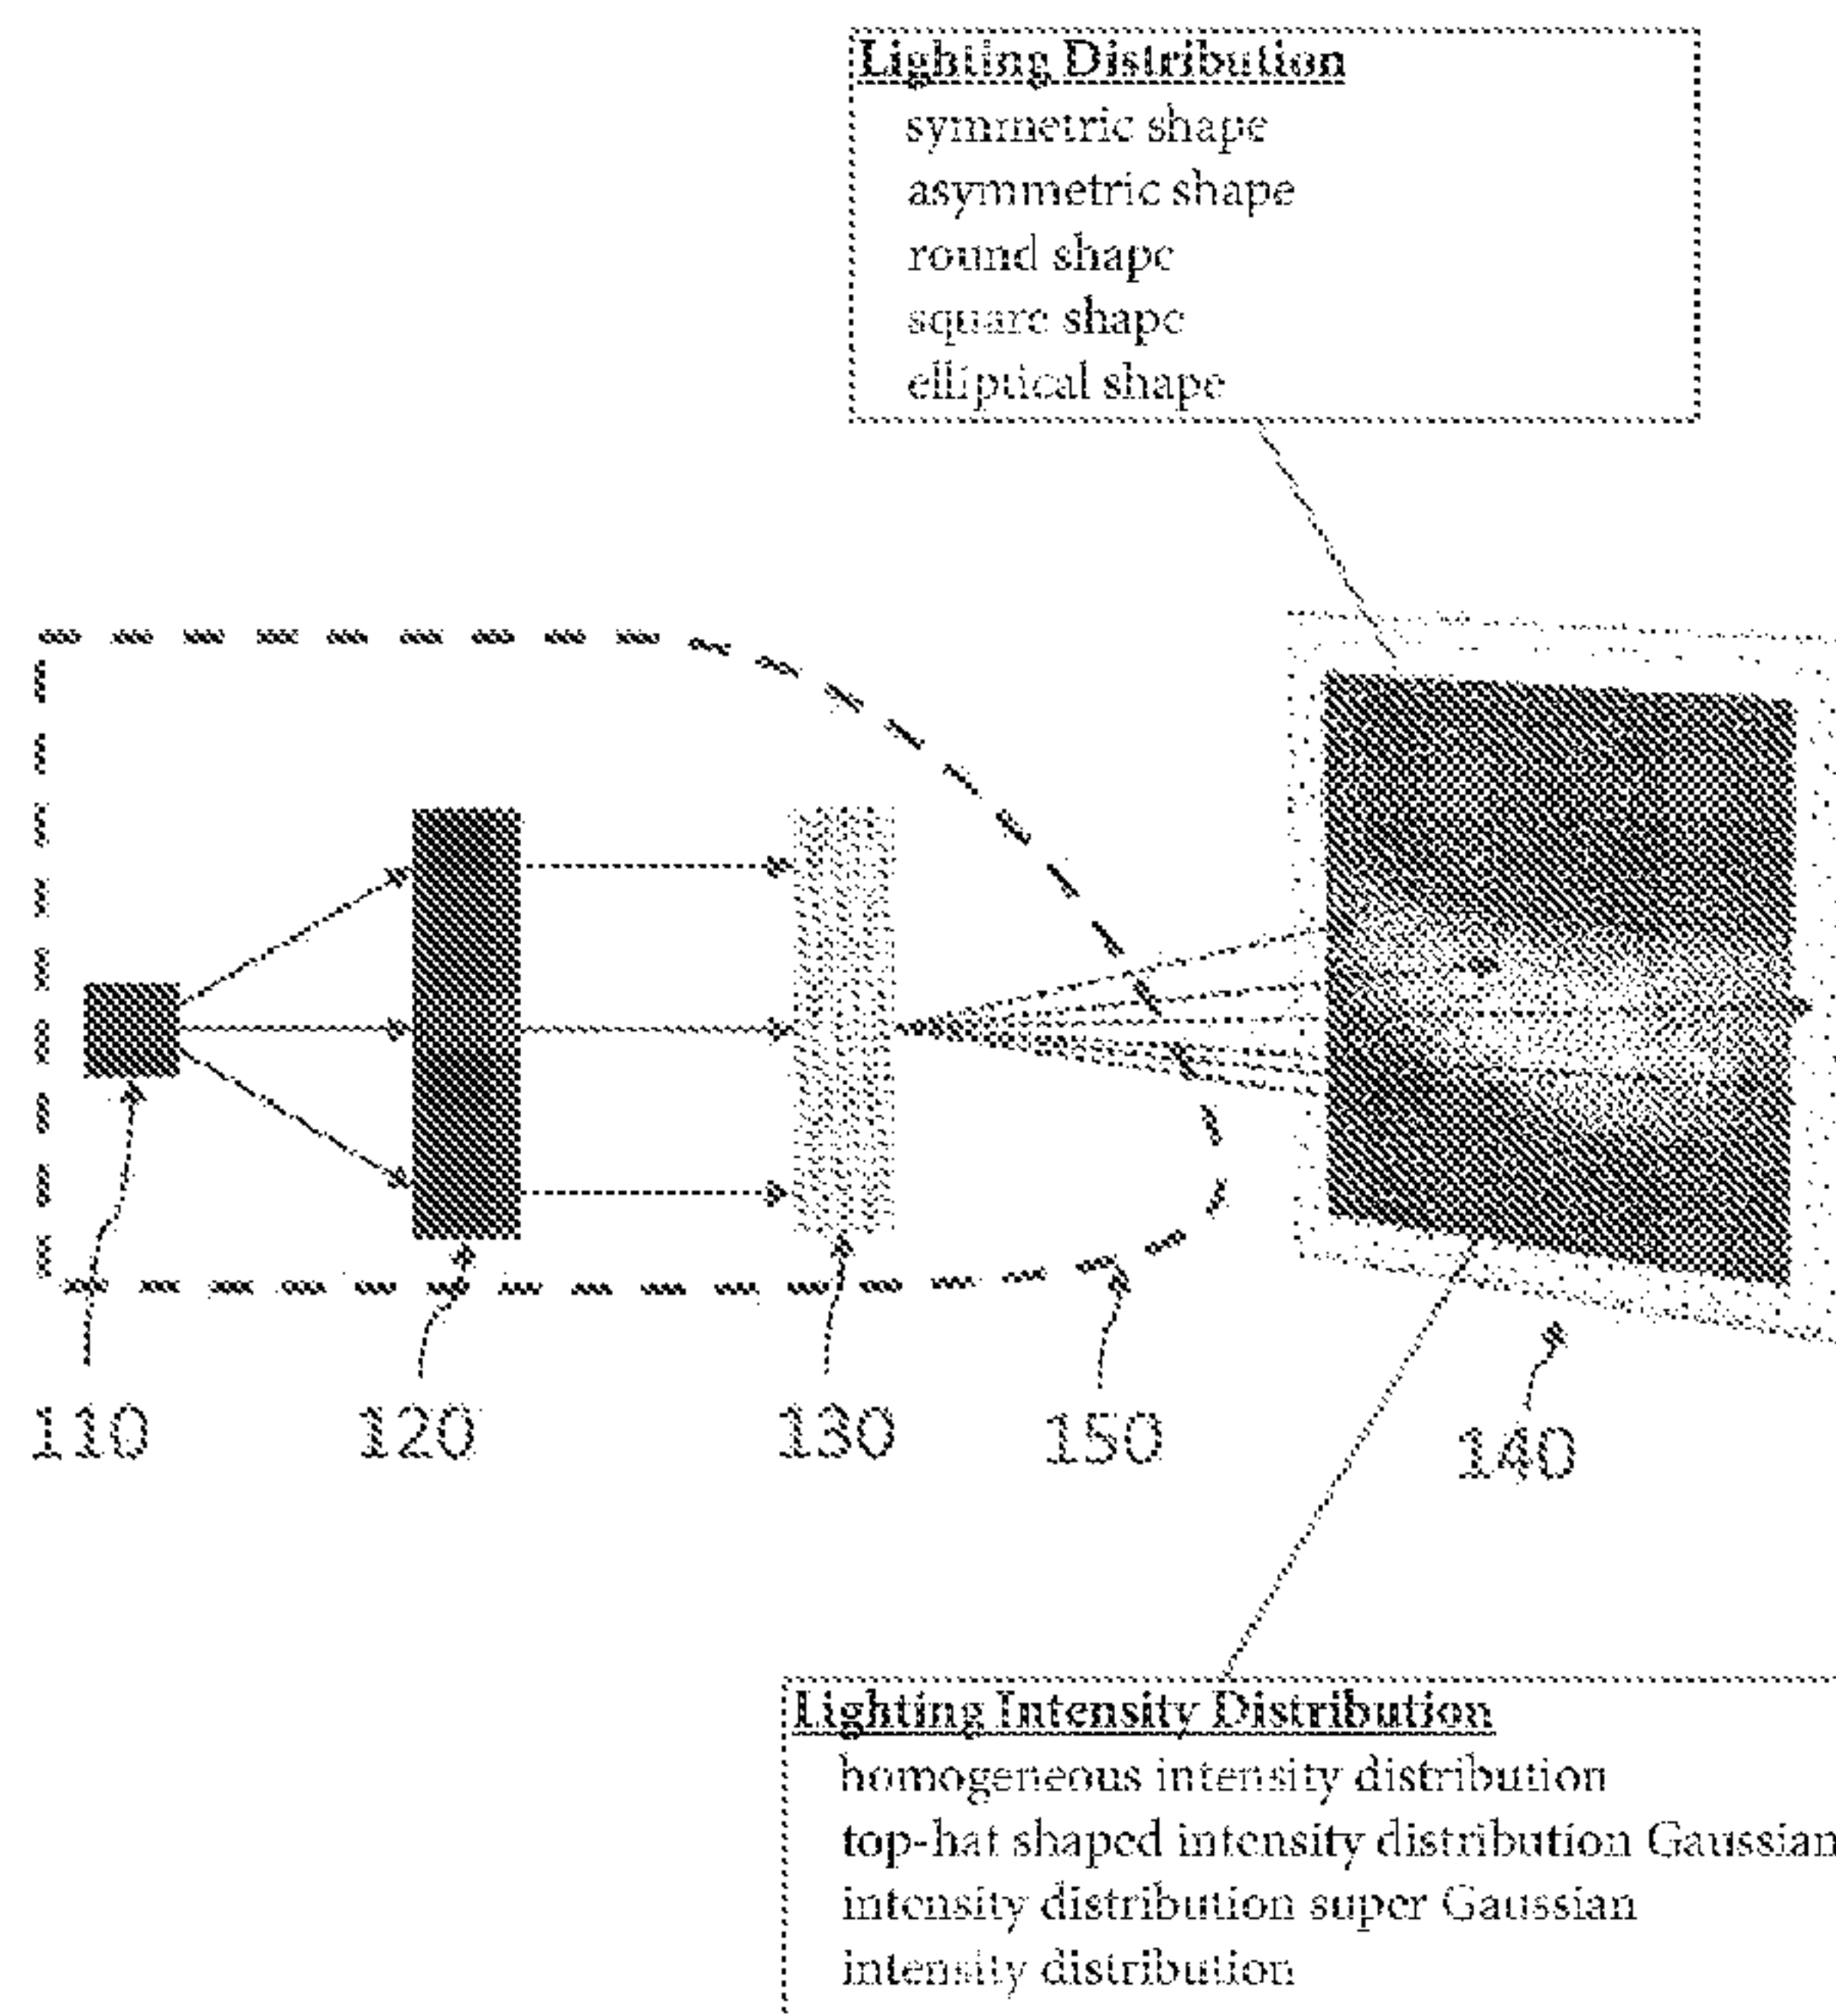 Lighting Distribution
symmetric shape
asymmetric shape
round shape
square shape
elliptical shape
110
120
130
150
140
Lighting Intensity Distribution
homogeneous intensity distribution
top-hat shaped intensity distribution Gaussian
intensity distribution super Gaussian
intensity distribution